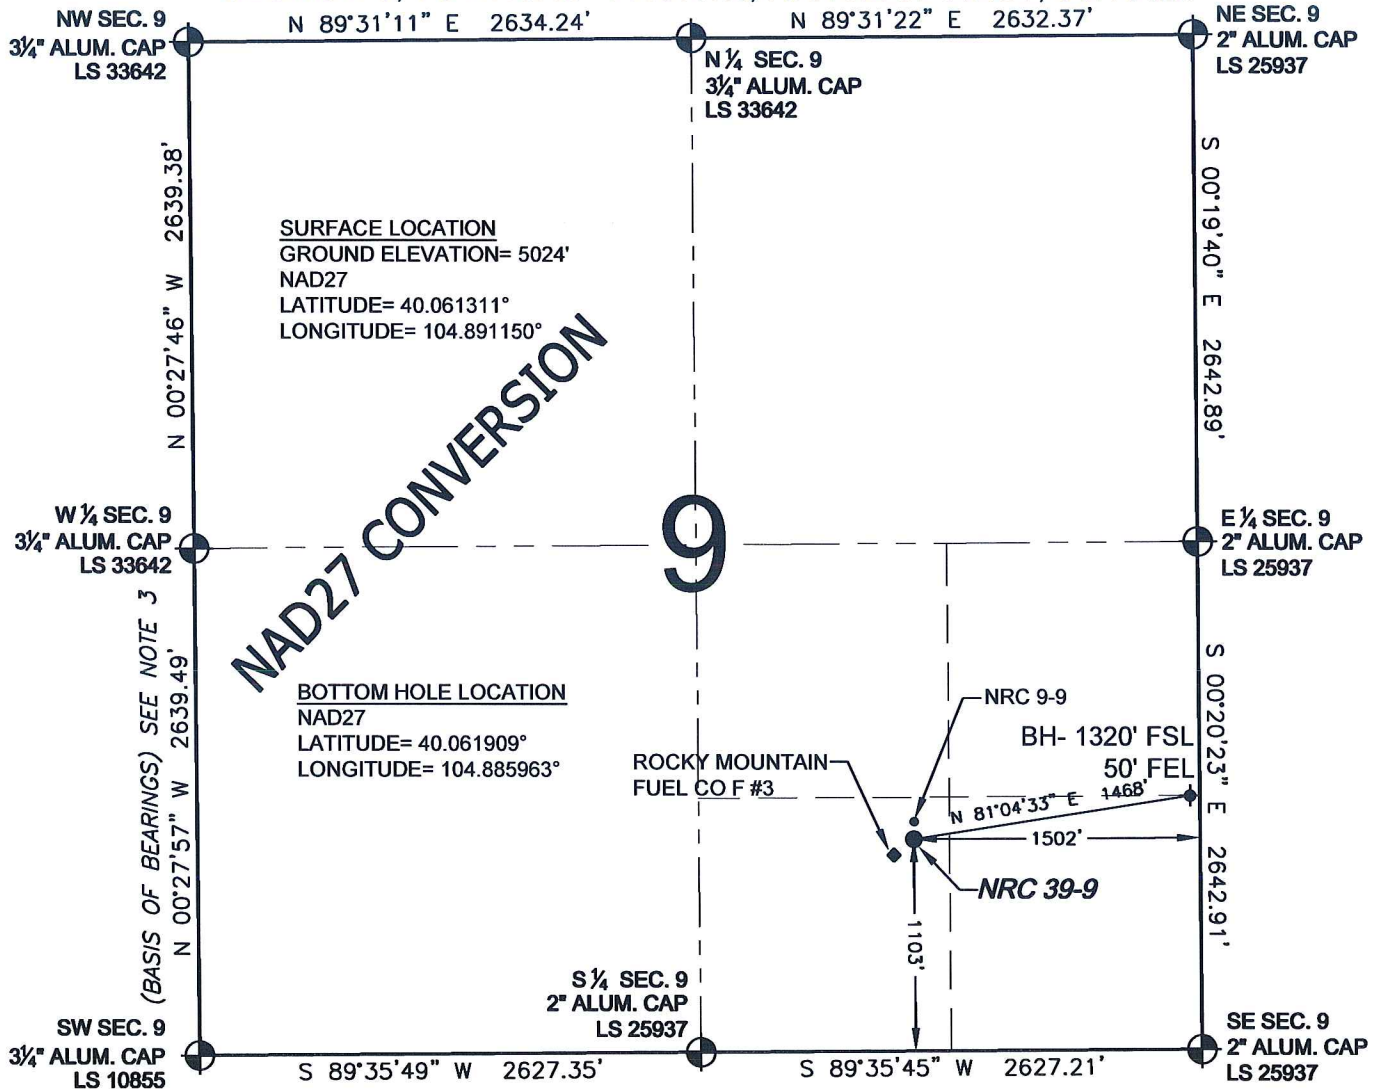 NW SEC. 9
3¼" ALUM. CAP
LS 33642
N 89°31'11" E 2634.24'
N 89°31'22" E 2632.37'
NE SEC. 9
2" ALUM. CAP
LS 25937
N ¼ SEC. 9
3¼" ALUM. CAP
LS 33642
N 00°27'46" W 2639.38'
S 00°19'40" E 2642.89'
SURFACE LOCATION
GROUND ELEVATION= 5024'
NAD27
LATITUDE= 40.061311°
LONGITUDE= 104.891150°
NAD27 CONVERSION
9
W ¼ SEC. 9
3¼" ALUM. CAP
LS 33642
E ¼ SEC. 9
2" ALUM. CAP
LS 25937
(BASIS OF BEARINGS) SEE NOTE 3
N 00°27'57" W 2639.49'
BOTTOM HOLE LOCATION
NAD27
LATITUDE= 40.061909°
LONGITUDE= 104.885963°
NRC 9-9
BH- 1320' FSL
50' FEL
ROCKY MOUNTAIN
FUEL CO F #3
N 81°04'33" E 1468'
1502'
NRC 39-9
1103'
S 00°20'23" E 2642.91'
S ¼ SEC. 9
2" ALUM. CAP
LS 25937
SW SEC. 9
3¼" ALUM. CAP
LS 10855
S 89°35'49" W 2627.35'
S 89°35'45" W 2627.21'
SE SEC. 9
2" ALUM. CAP
LS 25937